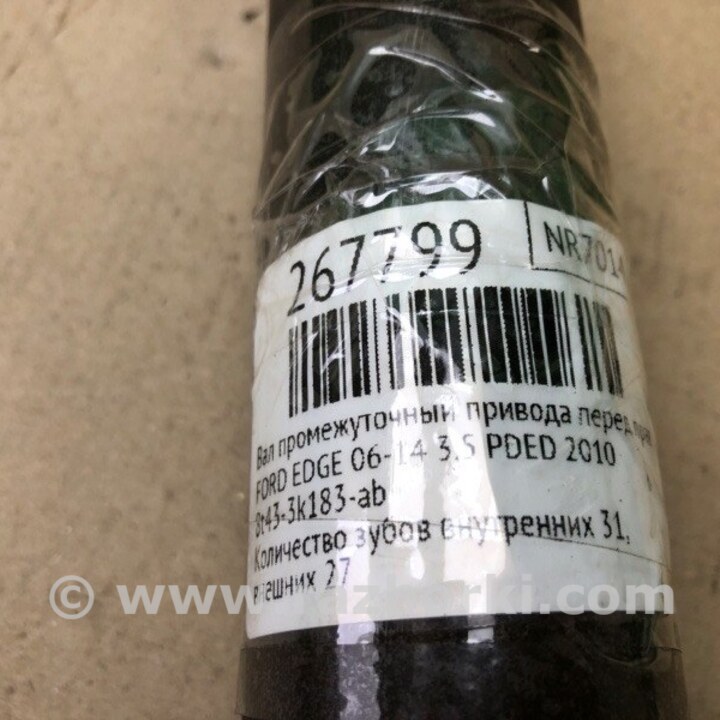 267799
NR7014
Вал промежуточный привода перед. прав
FORD EDGE 06-14 3.5 PDED 2010
8t43-3k183-ab
Количество зубов внутренних 31,
внешних 27